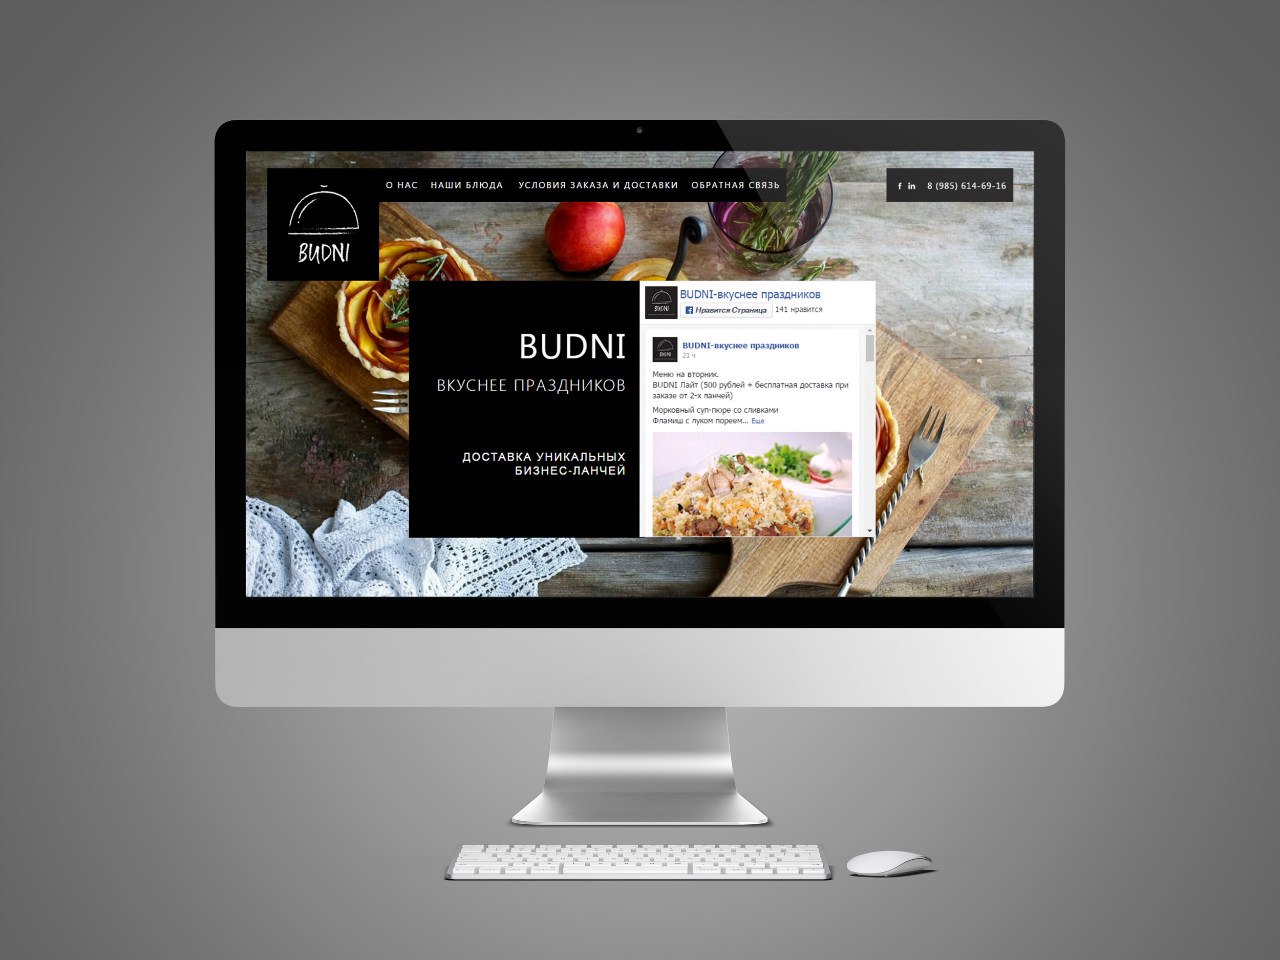 О НАС НАШИ БЛЮДА УСЛОВИЯ ЗАКАЗА И ДОСТАВКИ ОБРАТНАЯ СВЯЗЬ
f in 8 (985) 614-69-16
BUDNI
BUDNI
ВКУСНЕЕ ПРАЗДНИКОВ
ДОСТАВКА УНИКАЛЬНЫХ
БИЗНЕС-ЛАНЧЕЙ
BUDNI
BUDNI-вкуснее праздников
Нравится Страница 141 нравится
BUDNI
BUDNI-вкуснее праздников
21 ч
Меню на вторник.
BUDNI Лайт (500 рублей + бесплатная доставка при
заказе от 2-х ланчей)
Морковный суп-пюре со сливками
Фламиш с луком пореем... Еще